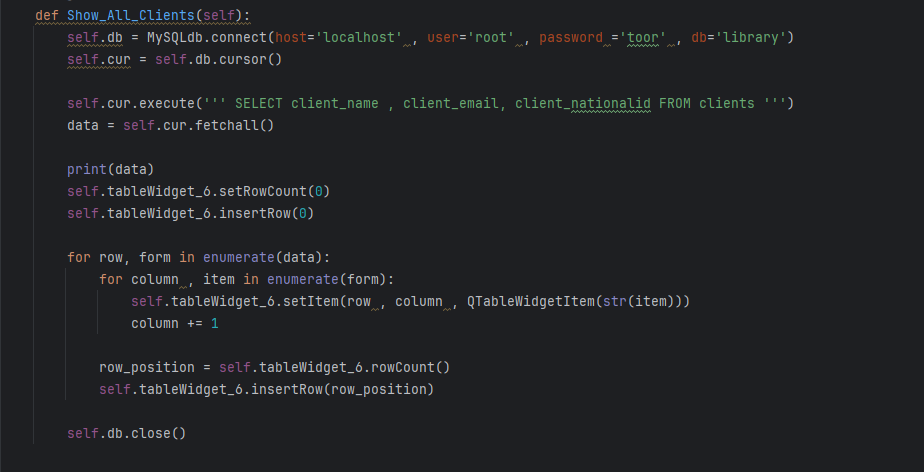 def Show_All_Clients(self):
    self.db = MySQLdb.connect(host='localhost' , user='root' , password ='toor' , db='library')
    self.cur = self.db.cursor()

    self.cur.execute(''' SELECT client_name , client_email, client_nationalid FROM clients ''')
    data = self.cur.fetchall()

    print(data)
    self.tableWidget_6.setRowCount(0)
    self.tableWidget_6.insertRow(0)

    for row, form in enumerate(data):
        for column , item in enumerate(form):
            self.tableWidget_6.setItem(row , column , QTableWidgetItem(str(item)))
            column += 1

        row_position = self.tableWidget_6.rowCount()
        self.tableWidget_6.insertRow(row_position)

    self.db.close()